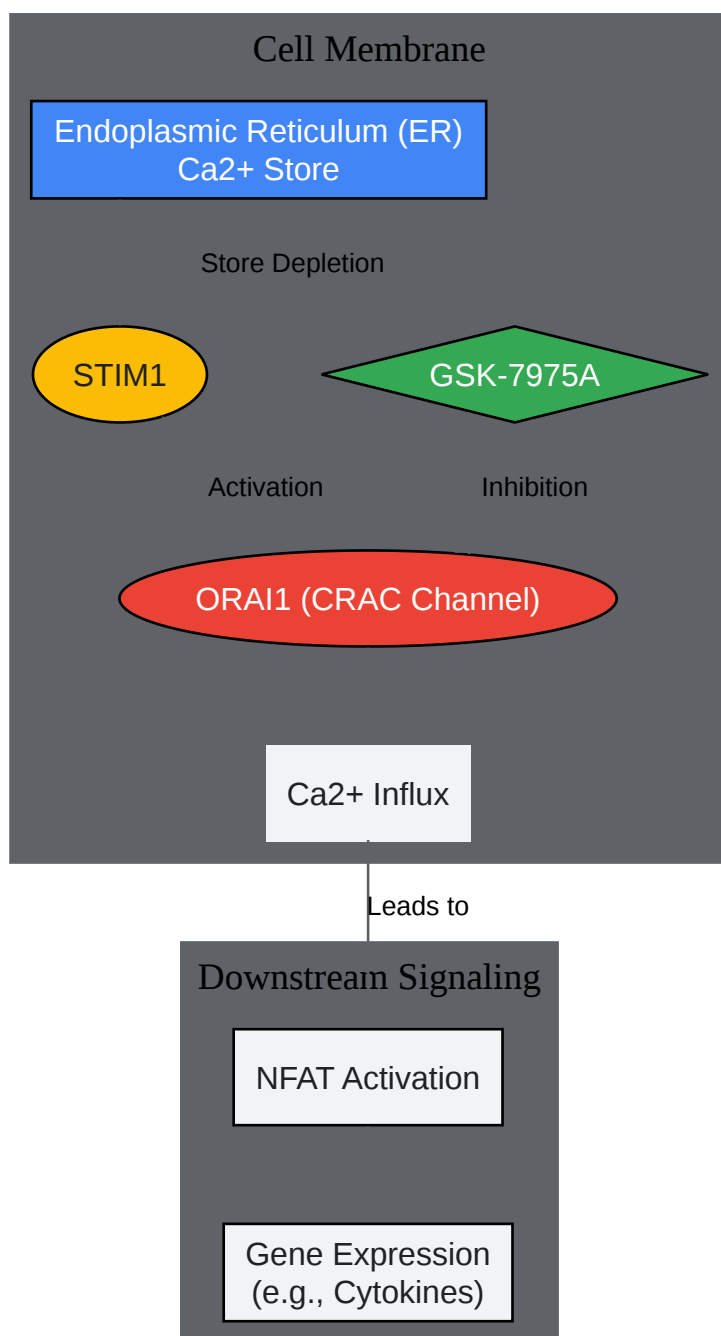 Cell Membrane
Endoplasmic Reticulum (ER)
Ca2+ Store
Store Depletion
STIM1
GSK-7975A
Activation
Inhibition
ORAI1 (CRAC Channel)
Ca2+ Influx
Leads to
Downstream Signaling
NFAT Activation
Gene Expression
(e.g., Cytokines)